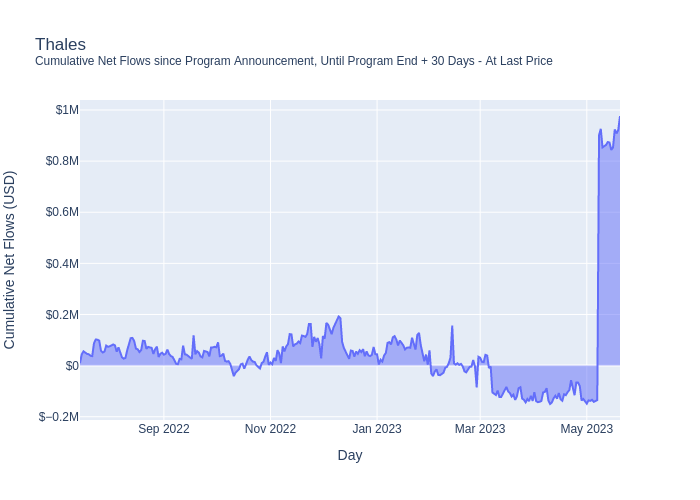 Thales
Cumulative Net Flows since Program Announcement, Until Program End + 30 Days - At Last Price
Cumulative Net Flows (USD)
$1M
$0.8M
$0.6M
$0.4M
$0.2M
$0
$−0.2M
Sep 2022
Nov 2022
Jan 2023
Mar 2023
May 2023
Day